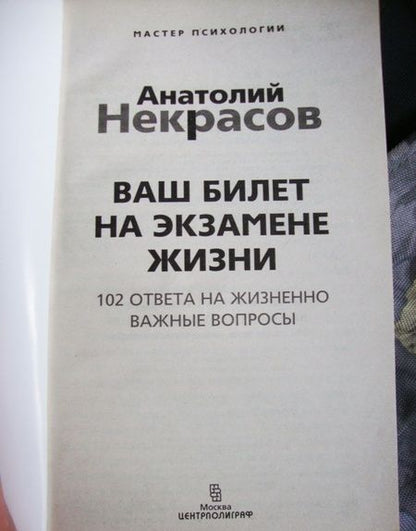 МАСТЕР ПСИХОЛОГИИ
Анатолий
Некрасов
ВАШ БИЛЕТ
НА ЭКЗАМЕНЕ
ЖИЗНИ
102 ОТВЕТА НА ЖИЗНЕННО
ВАЖНЫЕ ВОПРОСЫ
Москва
ЦЕНТРПОЛИГРАФ